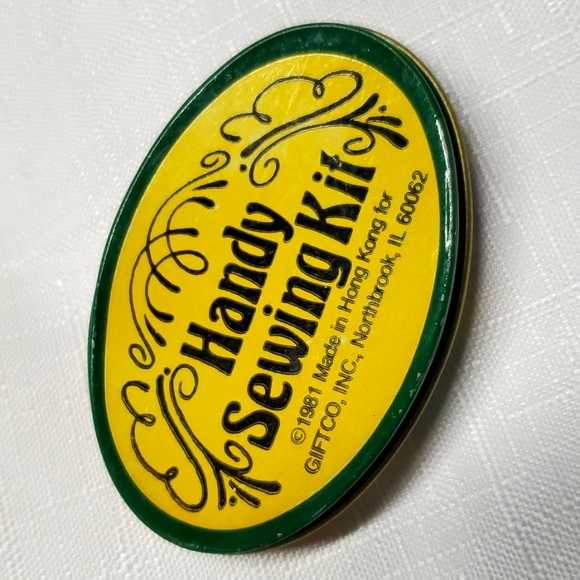 Handy
Sewing Kit
©1981 Made in Hong Kong for
GIFTCO, INC., Northbrook, IL 60062